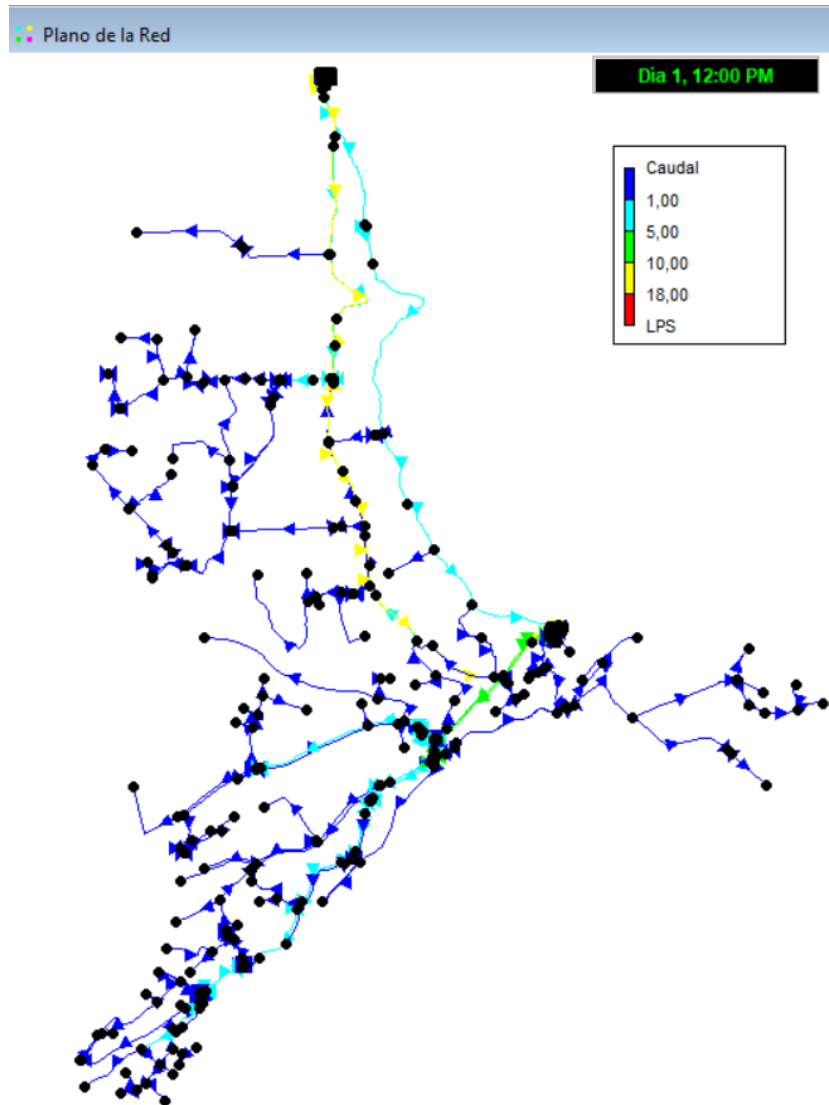 Plano de la Red
Dia 1, 12:00 PM
Caudal
1,00
5,00
10,00
18,00
LPS